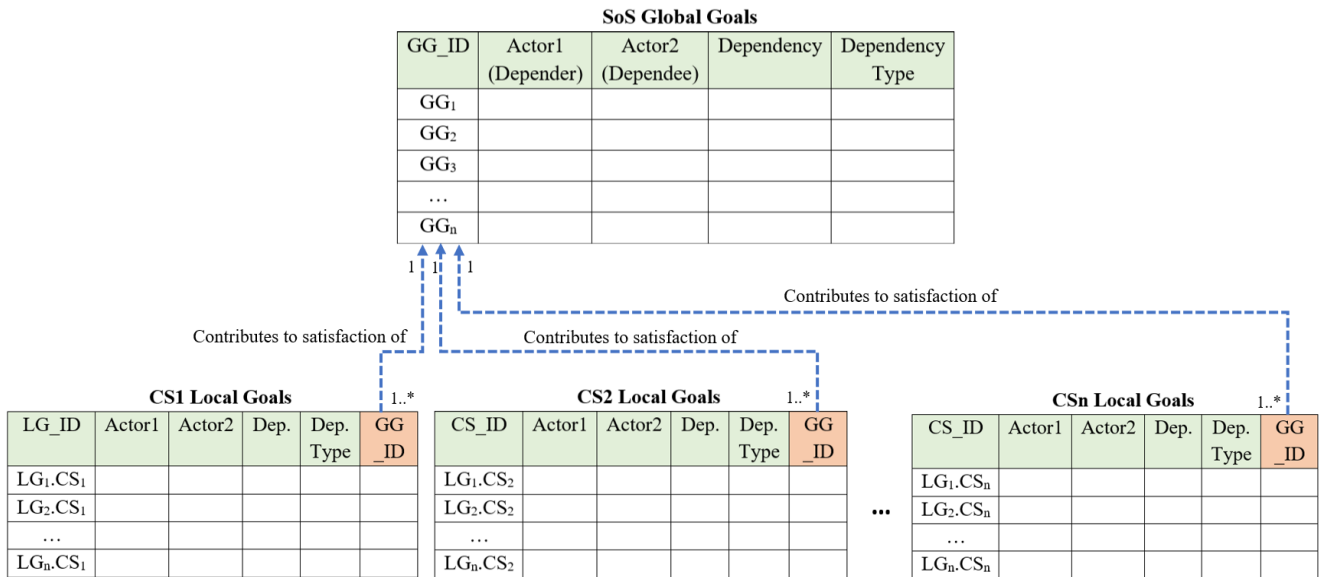 SoS Global Goals
GG_ID Actor1 Actor2 Dependency Dependency
(Depender) (Dependee) Type
GG₁
GG₂
GG₃
…
GGₙ
1 1 1
Contributes to satisfaction of
Contributes to satisfaction of Contributes to satisfaction of
CS1 Local Goals 1..* CS2 Local Goals 1..* CSn Local Goals 1..*
LG_ID Actor1 Actor2 Dep. Dep. GG CS_ID Actor1 Actor2 Dep. Dep. GG CS_ID Actor1 Actor2 Dep. Dep. GG
Type _ID Type _ID Type _ID
LG₁.CS₁ LG₁.CS₂ LG₁.CSₙ
LG₂.CS₁ LG₂.CS₂ ... LG₂.CSₙ
… … …
LGₙ.CS₁ LGₙ.CS₂ LGₙ.CSₙ